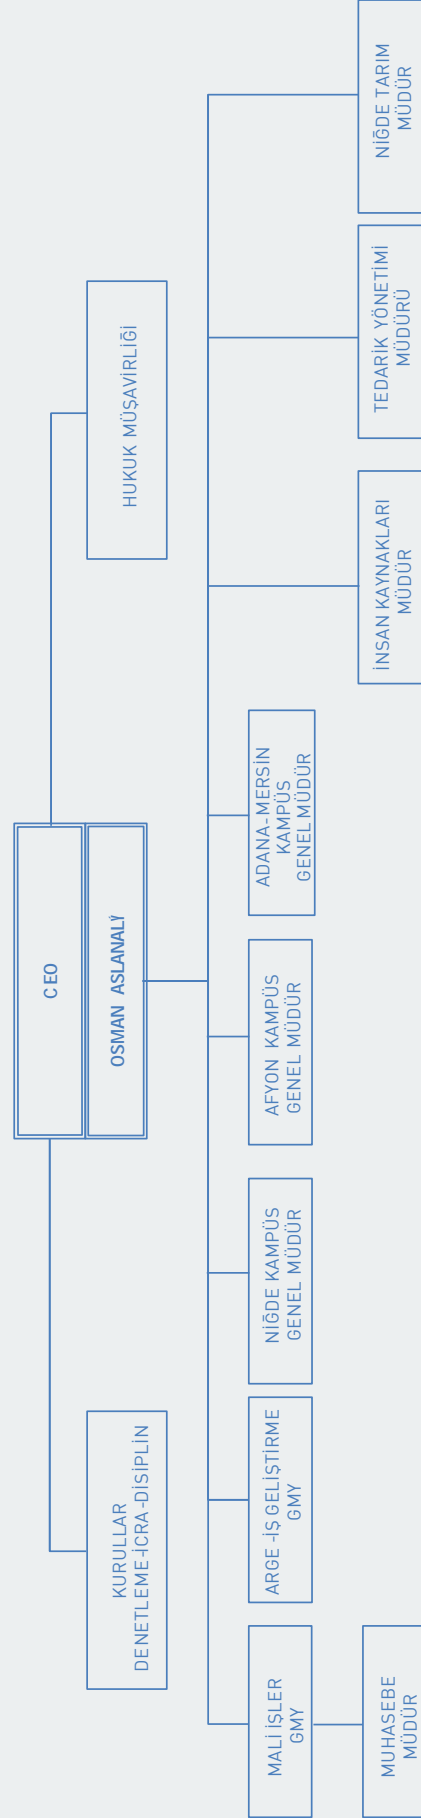 CEO
OSMAN ASLANALİ
KURULLAR
DENETLEME-İCRA-DİSİPLİN
HUKUK MÜŞAVİRLİĞİ
MALİ İŞLER
GMY
ARGE -İŞ GELİŞTİRME
GMY
NİĞDE KAMPÜS
GENEL MÜDÜR
AFYON KAMPÜS
GENEL MÜDÜR
ADANA-MERSİN
KAMPÜS
GENEL MÜDÜR
MUHASEBE
MÜDÜR
İNSAN KAYNAKLARI
MÜDÜR
TEDARİK YÖNETİMİ
MÜDÜRÜ
NİĞDE TARIM
MÜDÜR